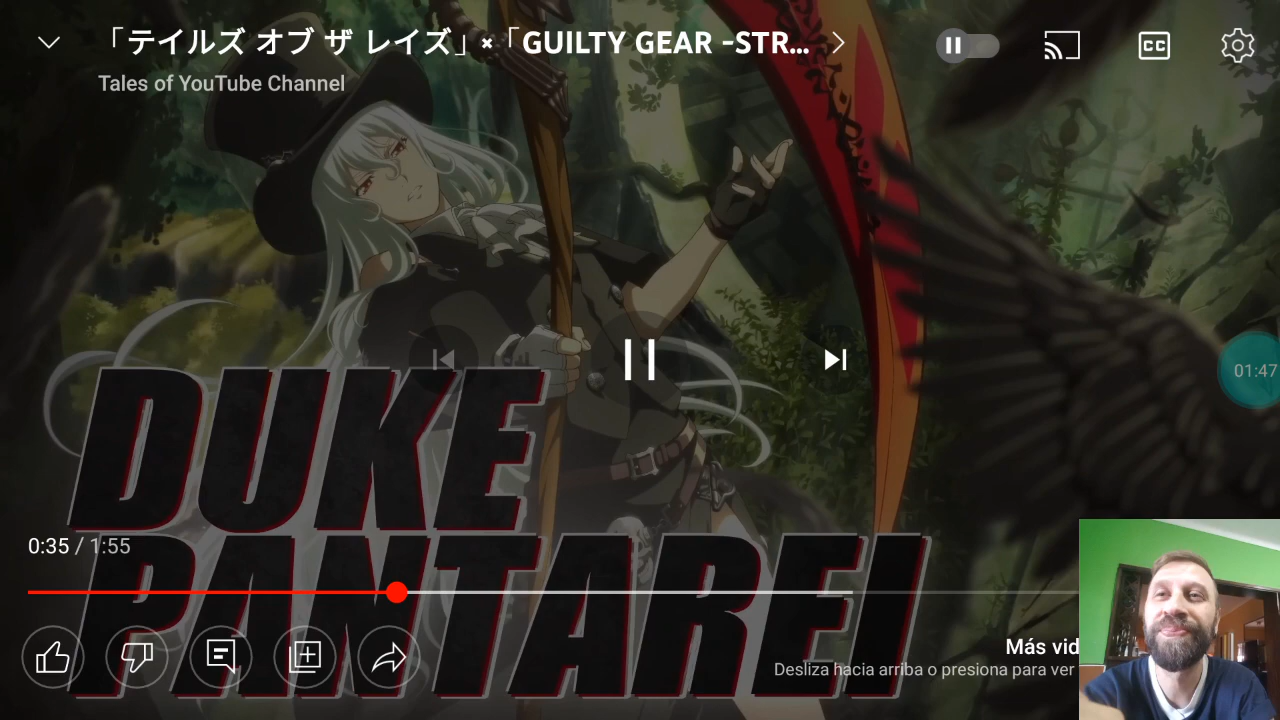 「テイルズ オブ ザ レイズ」×「GUILTY GEAR -STR...
Tales of YouTube Channel
CC
01:47
DUKE
PANTAREI
0:35 / 1:55
Más vid
Desliza hacia arriba o presiona para ver